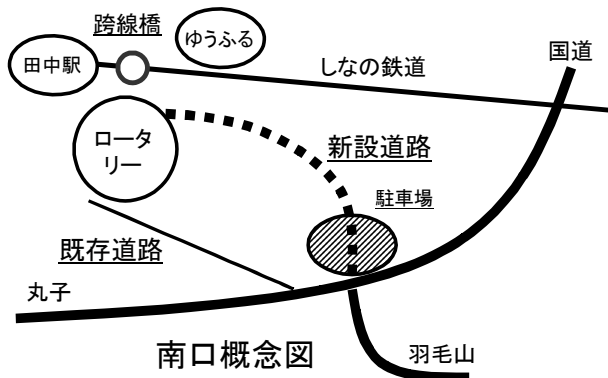 跨線橋
ゆうふる
国道
田中駅
しなの鉄道
ロータ
リー
新設道路
駐車場
既存道路
丸子
南口概念図
羽毛山